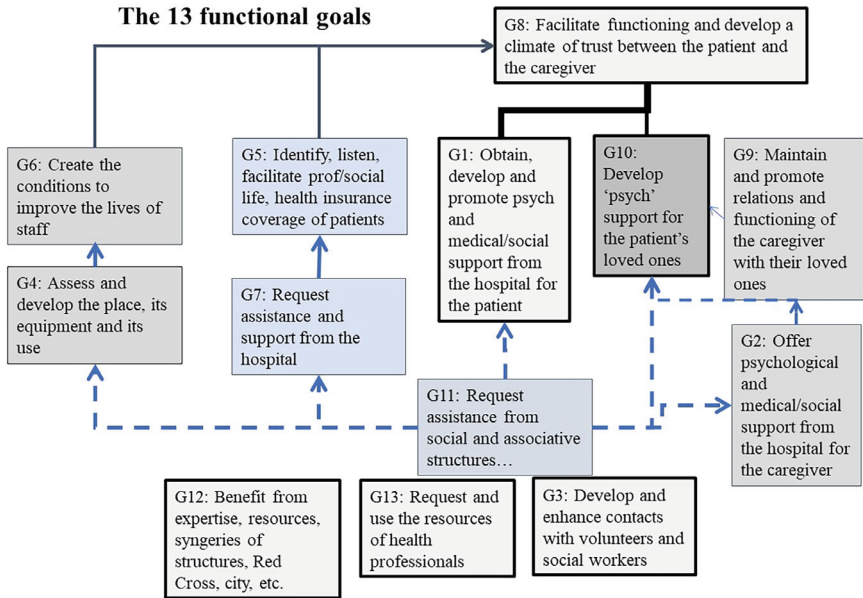 The 13 functional goals
G8: Facilitate functioning and develop a
climate of trust between the patient and
the caregiver
G6: Create the
conditions to
improve the lives of
staff
G5: Identify, listen,
facilitate prof/social
life, health insurance
coverage of patients
G1: Obtain,
develop and
promote psych
and
medical/social
support from
the hospital for
the patient
G10:
Develop
‘psych’
support for
the patient’s
loved ones
G9: Maintain
and promote
relations and
functioning of
the caregiver
with their loved
ones
G4: Assess and
develop the place, its
equipment and its
use
G7: Request
assistance and
support from the
hospital
G2: Offer
psychological
and
medical/social
support from
the hospital for
the caregiver
G11: Request
assistance from
social and associative
structures…
G12: Benefit from
expertise, resources,
syngeries of
structures, Red
Cross, city, etc.
G13: Request and
use the resources
of health
professionals
G3: Develop and
enhance contacts
with volunteers and
social workers